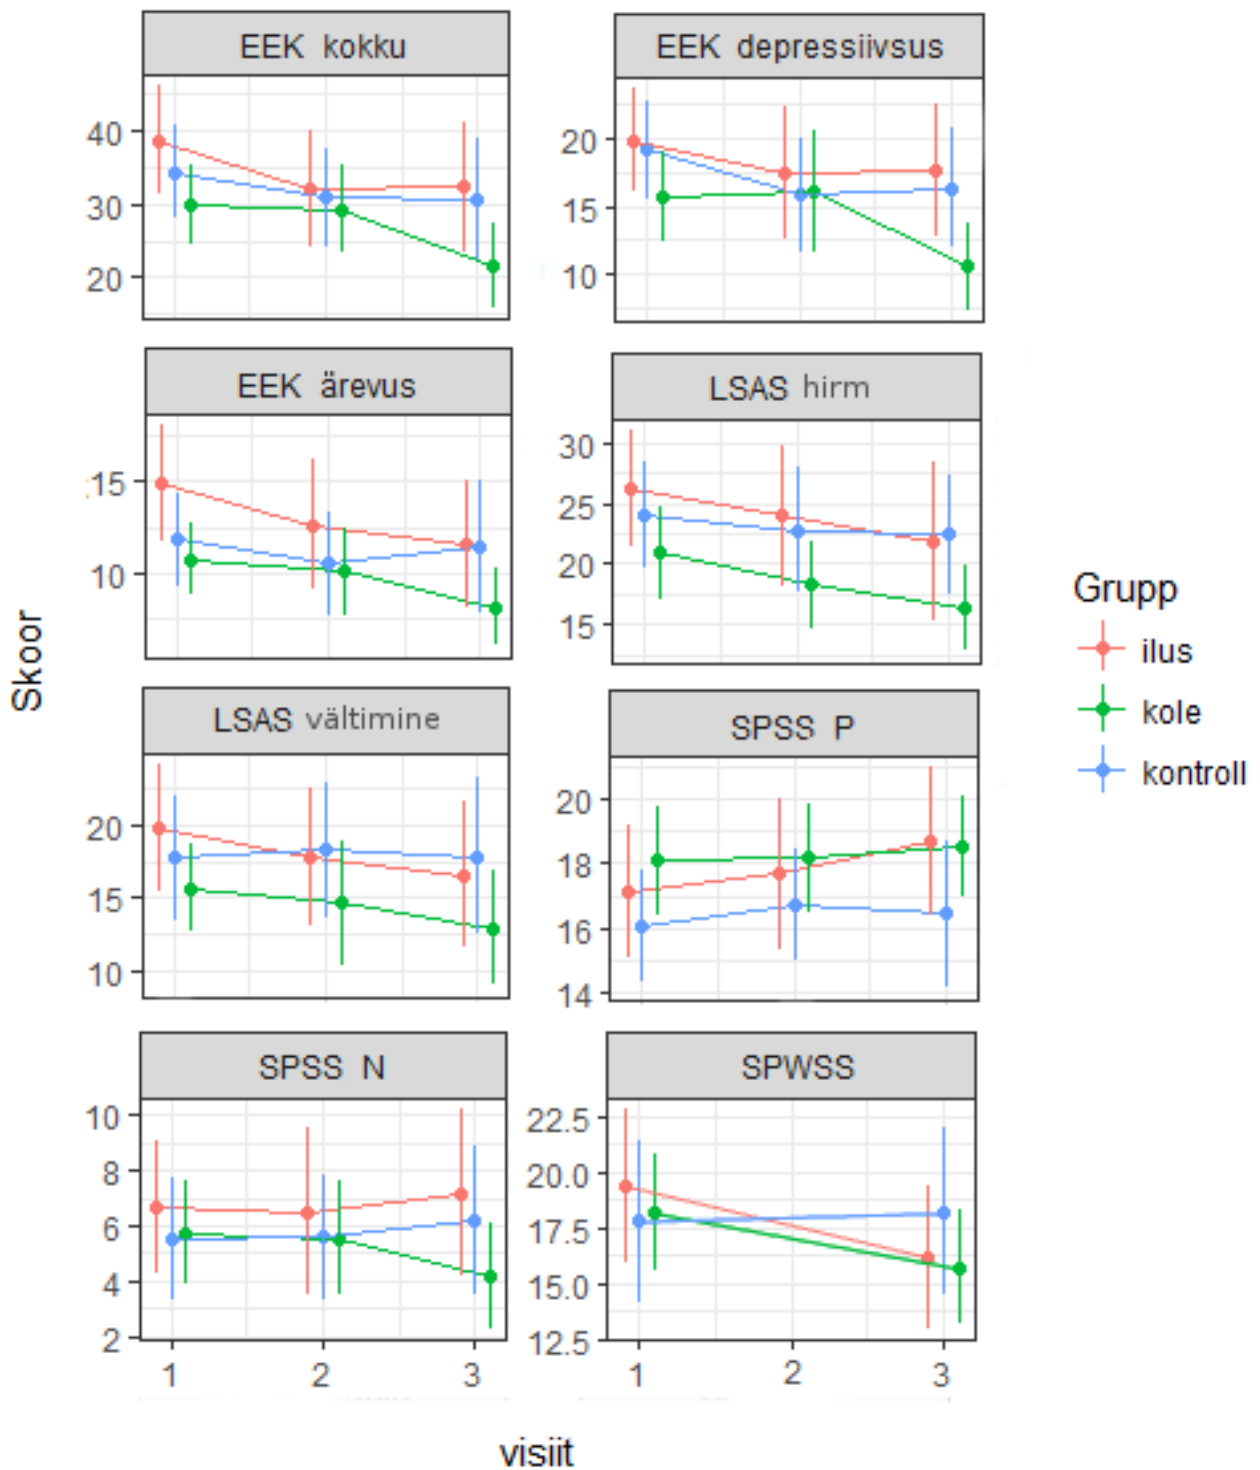 EEK kokku
40
30
20
EEK depressiivsus
20
15
10
EEK ärevus
15
10
LSAS hirm
30
25
20
15
LSAS vältimine
20
15
10
SPSS P
20
18
16
14
SPSS N
10
8
6
4
2
1 2 3
SPWSS
22.5
20.0
17.5
15.0
12.5
1 2 3
Skoor
visiit
Grupp
ilus
kole
kontroll